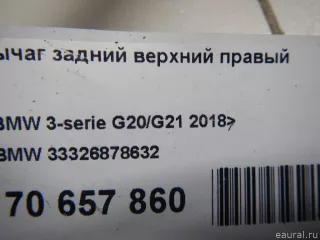 ычаг задний верхний правый
BMW 3-serie G20/G21 2018>
BMW 33326878632
70 657 860
eaural.ru